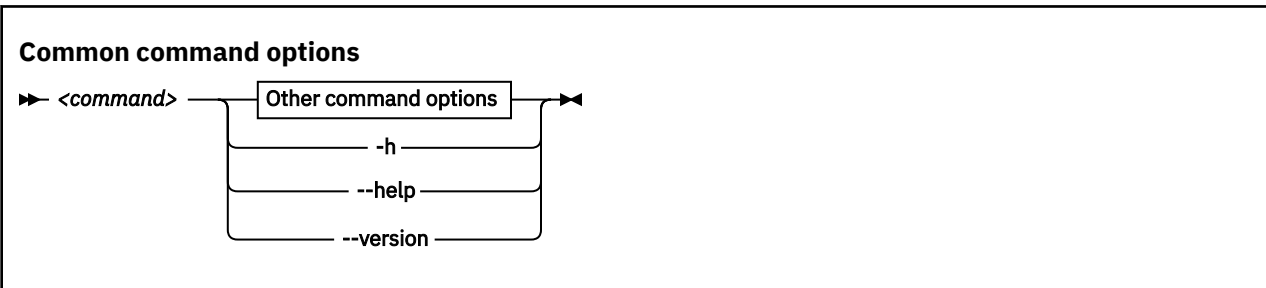 Common command options
<command> Other command options
-h
--help
--version